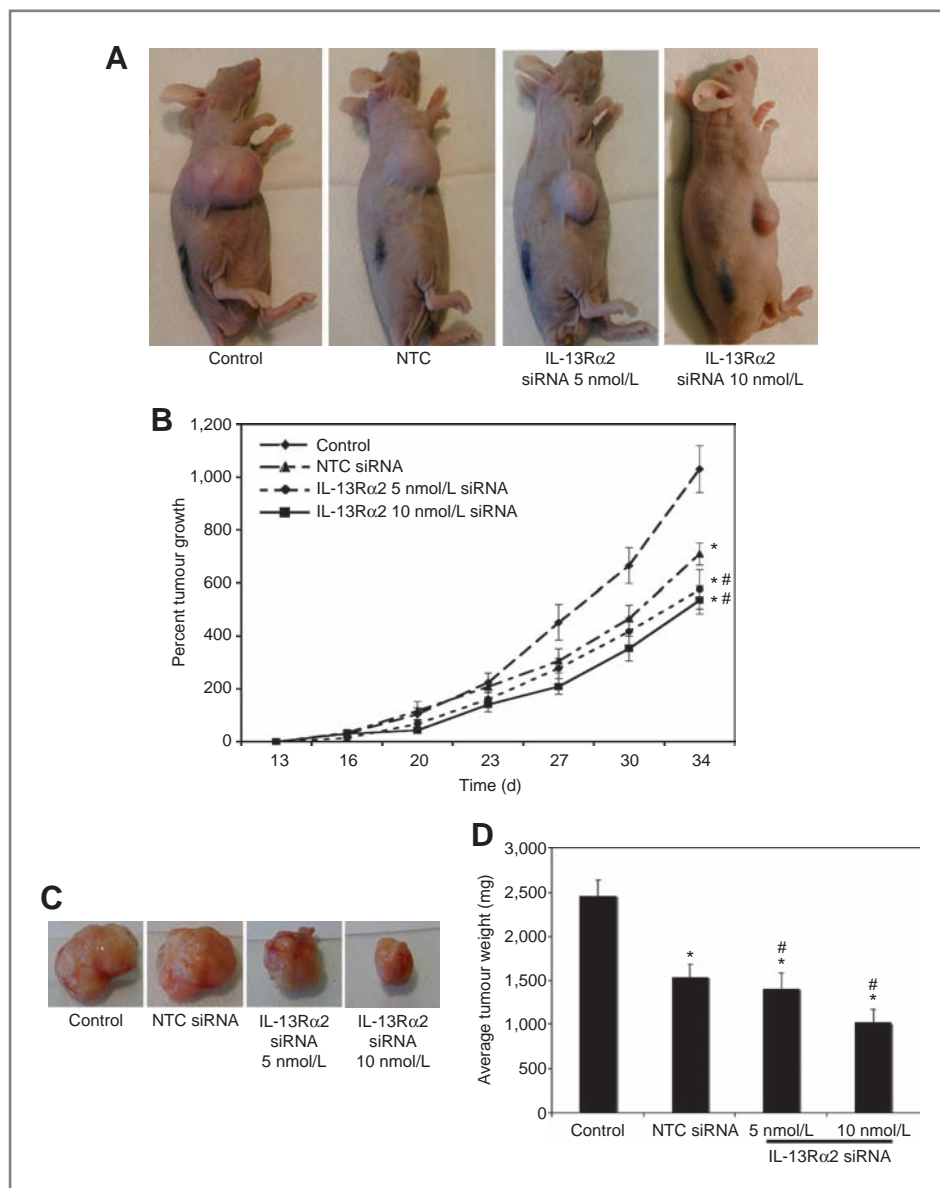 A
Control
NTC
IL-13Rα2
siRNA 5 nmol/L
IL-13Rα2
siRNA 10 nmol/L
B
Percent tumour growth
1,200
1,000
800
600
400
200
0
Control
NTC siRNA
IL-13Rα2 5 nmol/L siRNA
IL-13Rα2 10 nmol/L siRNA
*
* #
* #
13 16 20 23 27 30 34
Time (d)
C
Control
NTC siRNA
IL-13Rα2
siRNA
5 nmol/L
IL-13Rα2
siRNA
10 nmol/L
D
Average tumour weight (mg)
3,000
2,500
2,000
1,500
1,000
500
0
*
#
*
#
*
Control NTC siRNA 5 nmol/L 10 nmol/L
IL-13Rα2 siRNA